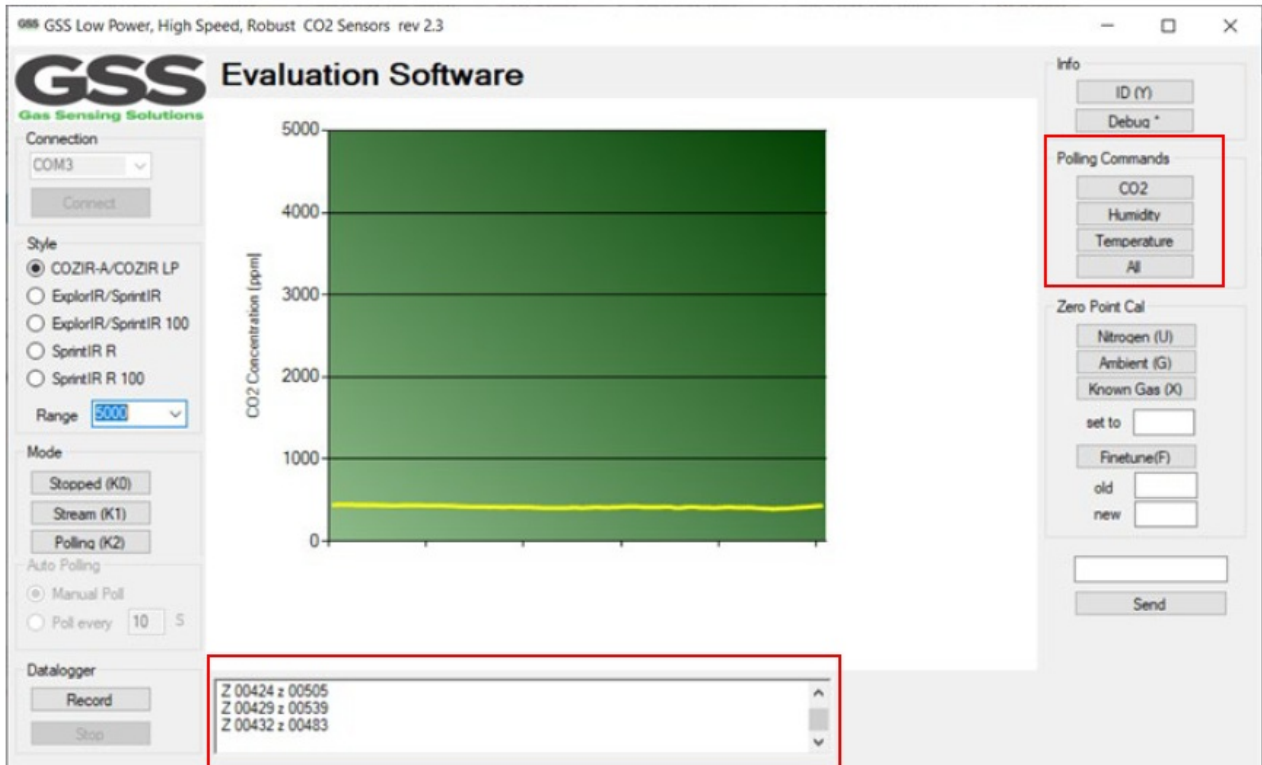 GSS GSS Low Power, High Speed, Robust CO2 Sensors rev 2.3
GSS
Gas Sensing Solutions
Evaluation Software
Connection
COM3
Connect
Style
COZIR-A/COZIR LP
ExplorIR/SprintIR
ExplorIR/SprintIR 100
SprintIR R
SprintIR R 100
Range 5000
Mode
Stopped (K0)
Stream (K1)
Polling (K2)
Auto Polling
Manual Poll
Poll every 10 S
Datalogger
Record
Stop
CO2 Concentration [ppm]
5000
4000
3000
2000
1000
0
Z 00424 z 00505
Z 00429 z 00539
Z 00432 z 00483
Info
ID (Y)
Debug *
Polling Commands
CO2
Humidity
Temperature
All
Zero Point Cal
Nitrogen (U)
Ambient (G)
Known Gas (X)
set to
Finetune(F)
old
new
Send